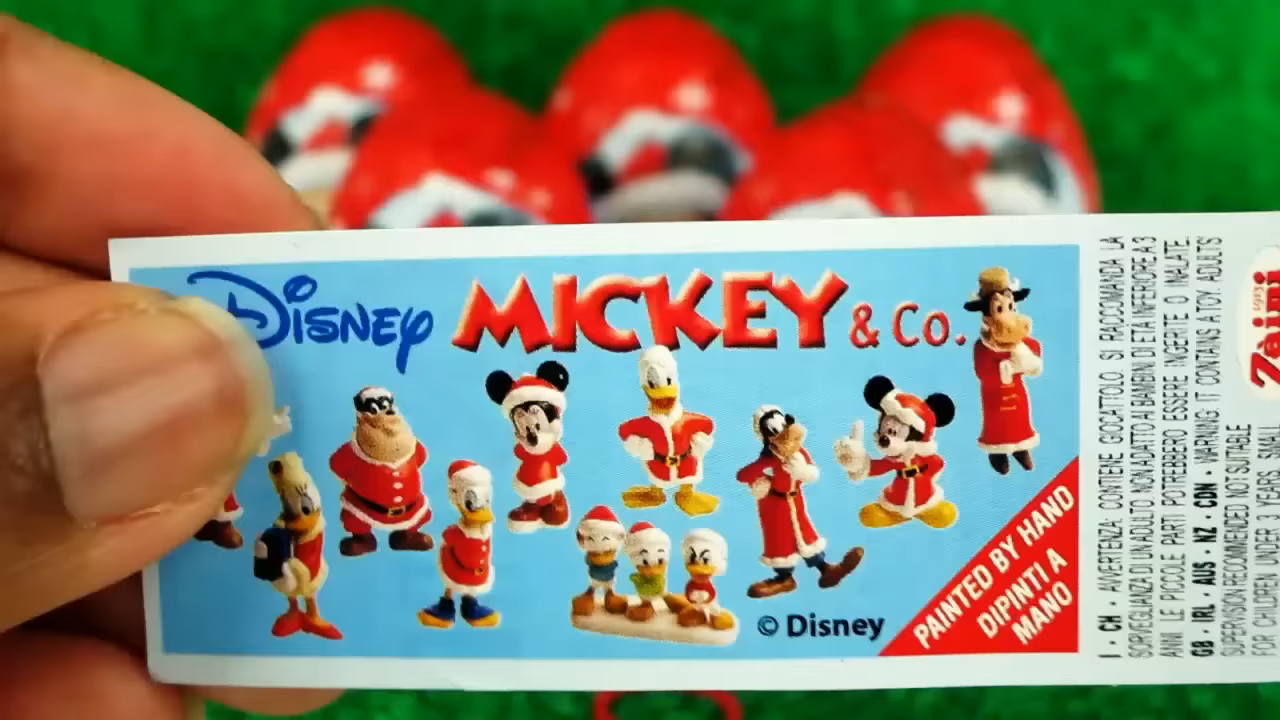 Disney MICKEY & Co.
© Disney
PAINTED BY HAND
DIPINTI A
MANO
I • CH • AVVERTENZA: CONTIENE GIOCATTOLO. SI RACCOMANDA LA
SORVEGLIANZA DI UN ADULTO. NON ADATTO AI BAMBINI DI ETÀ INFERIORE A 3
ANNI. LE PICCOLE PARTI POTREBBERO ESSERE INGERITE O INALATE.
GB • IRL • AUS • NZ • CDN • WARNING: IT CONTAINS A TOY. ADULTS'
SUPERVISION RECOMMENDED. NOT SUITABLE
FOR CHILDREN UNDER 3 YEARS. SMALL
Zàini